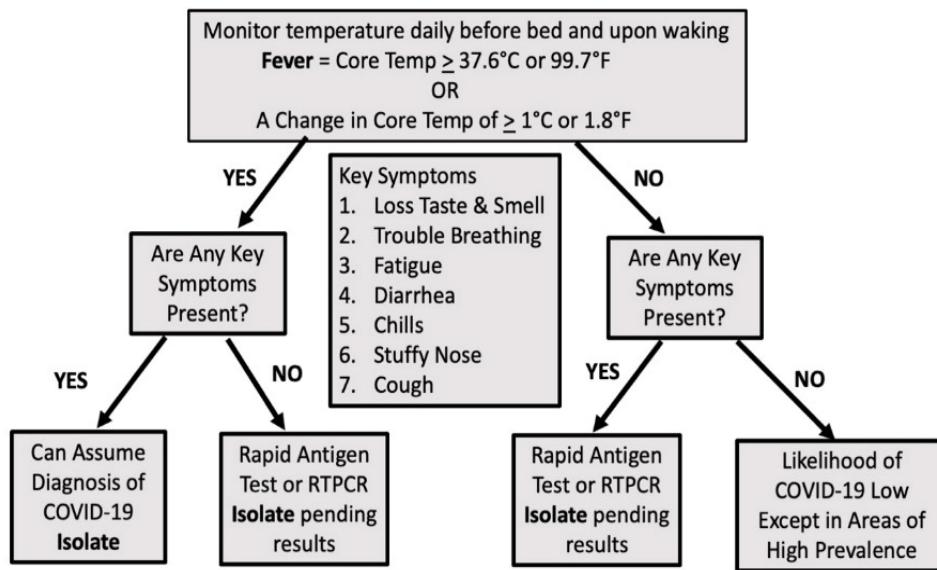 Monitor temperature daily before bed and upon waking
Fever = Core Temp ≥ 37.6°C or 99.7°F
OR
A Change in Core Temp of ≥ 1°C or 1.8°F
YES
NO
Key Symptoms
1. Loss Taste & Smell
2. Trouble Breathing
3. Fatigue
4. Diarrhea
5. Chills
6. Stuffy Nose
7. Cough
Are Any Key
Symptoms
Present?
Are Any Key
Symptoms
Present?
YES
NO
YES
NO
Can Assume
Diagnosis of
COVID-19
Isolate
Rapid Antigen
Test or RTPCR
Isolate pending
results
Rapid Antigen
Test or RTPCR
Isolate pending
results
Likelihood of
COVID-19 Low
Except in Areas of
High Prevalence